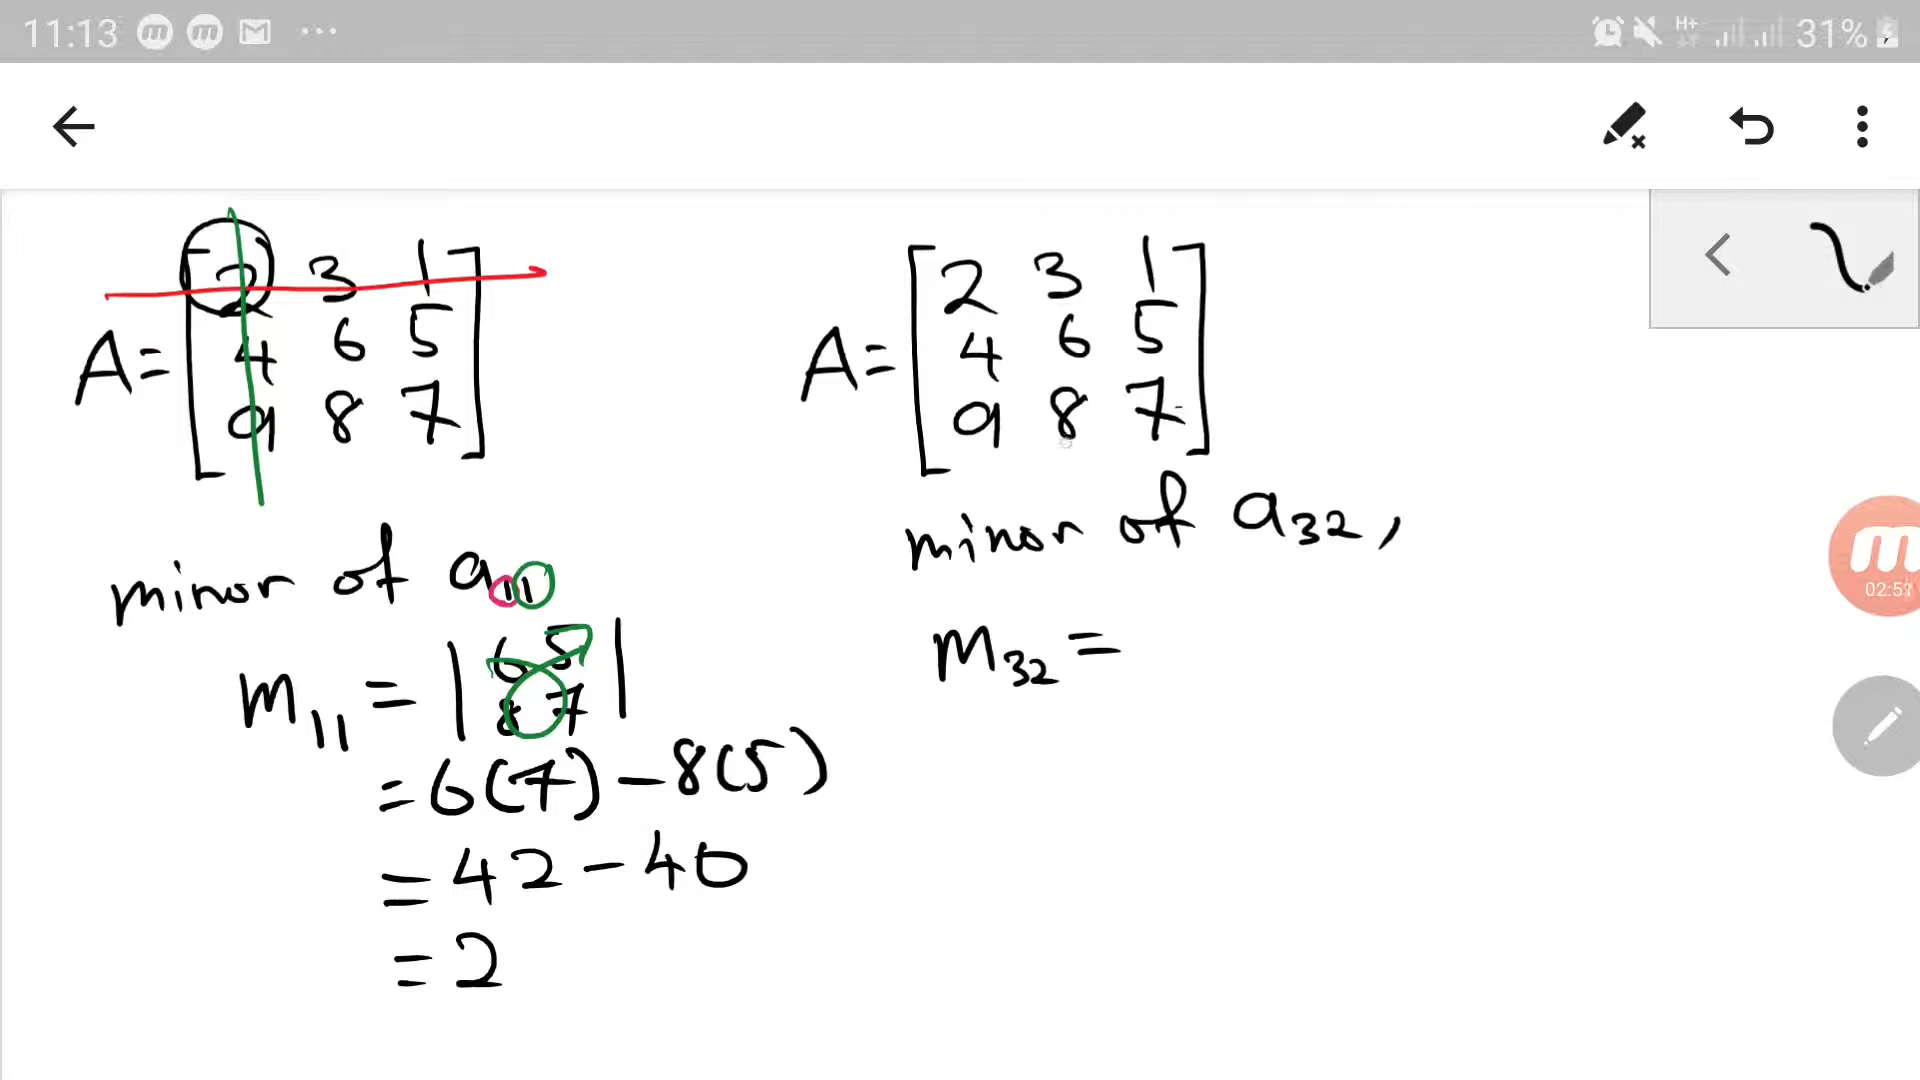 11:13
31%
A = [2 3 1
4 6 5
9 8 7]
minor of a11
m11 = |6 5
8 7|
= 6(7) - 8(5)
= 42 - 40
= 2
A = [2 3 1
4 6 5
9 8 7]
minor of a32,
m32 =
02:51